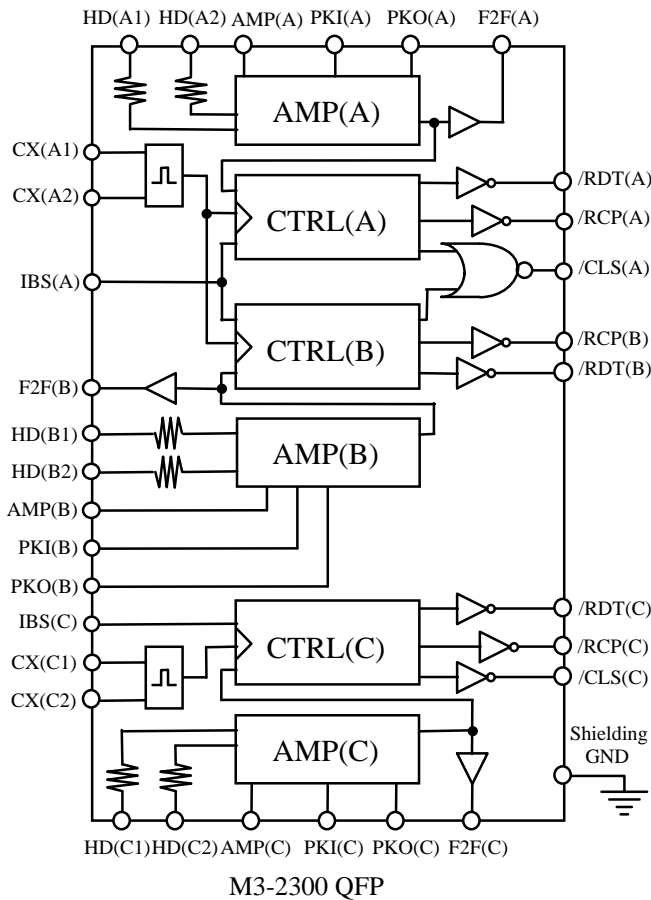 HD(A1) HD(A2) AMP(A) PKI(A) PKO(A) F2F(A)
AMP(A)
CX(A1)
/RDT(A)
CX(A2)
CTRL(A)
/RCP(A)
/CLS(A)
IBS(A)
CTRL(B)
/RCP(B)
/RDT(B)
F2F(B)
HD(B1)
AMP(B)
HD(B2)
AMP(B)
PKI(B)
PKO(B)
/RDT(C)
IBS(C)
CTRL(C)
/RCP(C)
CX(C1)
/CLS(C)
CX(C2)
AMP(C)
Shielding
GND
HD(C1) HD(C2) AMP(C) PKI(C) PKO(C) F2F(C)
M3-2300 QFP